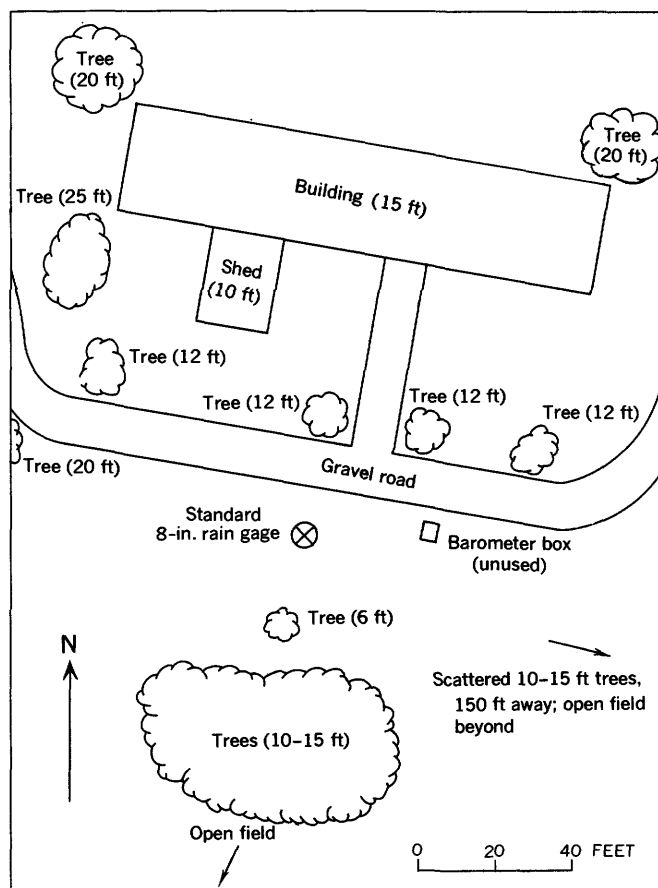 Tree
(20 ft)
Tree
(20 ft)
Building (15 ft)
Tree (25 ft)
Shed
(10 ft)
Tree (12 ft)
Tree (12 ft)
Tree (12 ft)
Tree (12 ft)
Gravel road
Tree (20 ft)
Standard
8-in. rain gage
Barometer box
(unused)
Tree (6 ft)
N
Scattered 10–15 ft trees,
150 ft away; open field
beyond
Trees (10–15 ft)
Open field
0 20 40 FEET